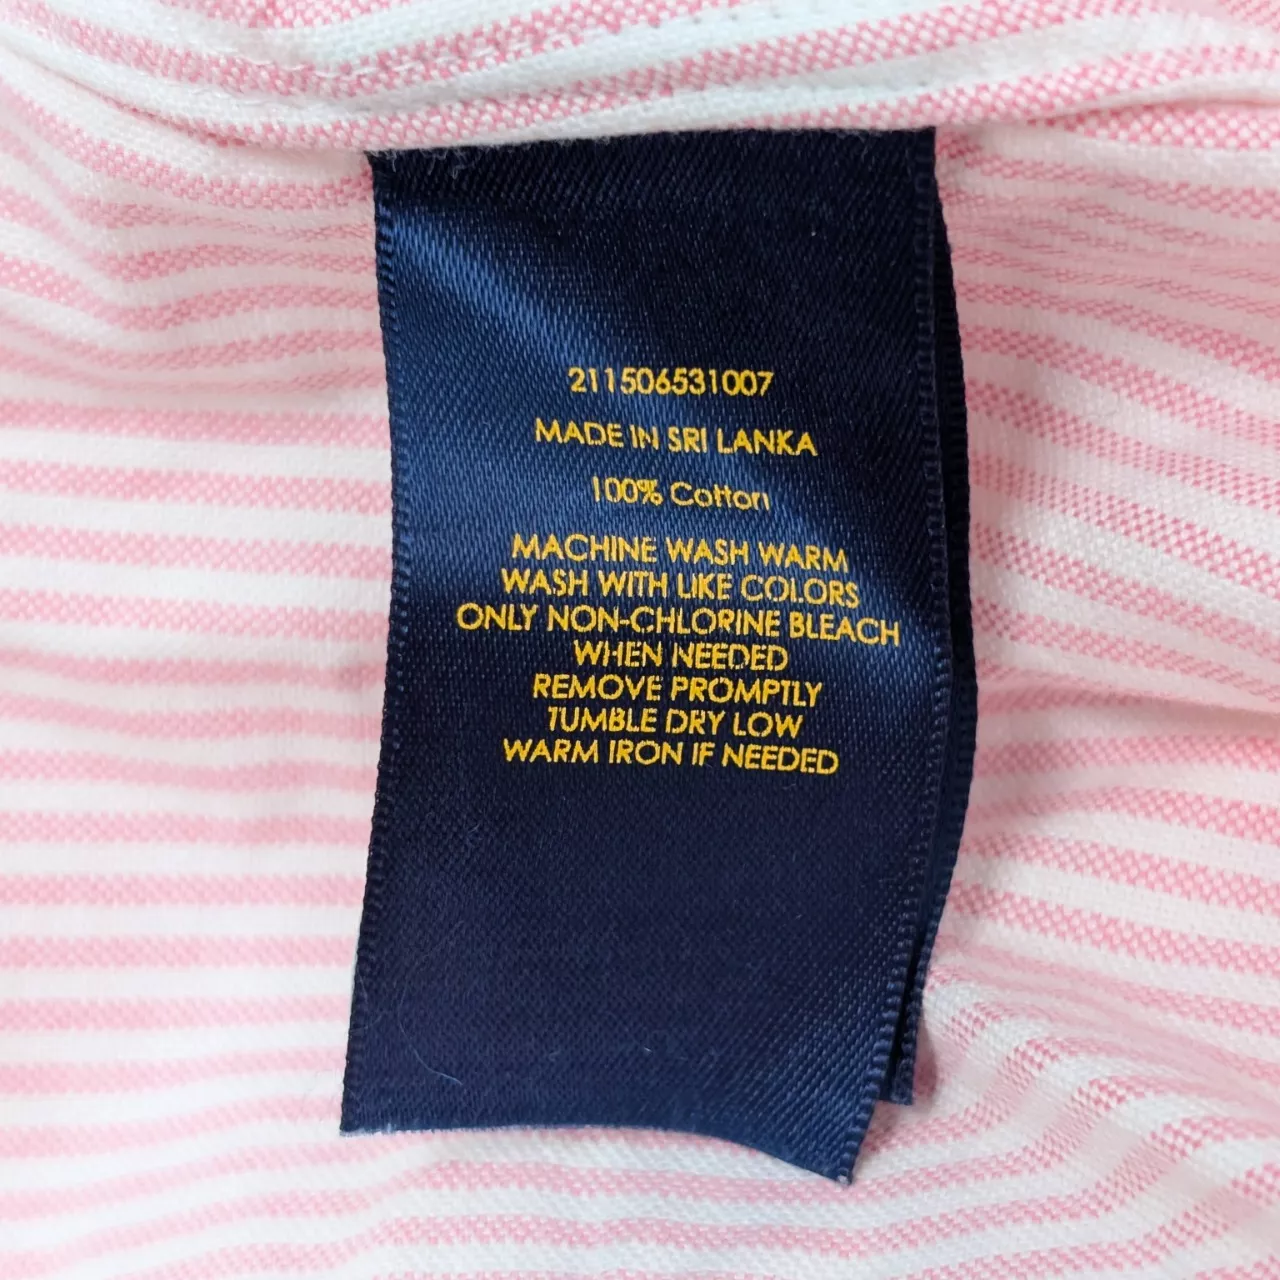 211506531007
MADE IN SRI LANKA
100% Cotton
MACHINE WASH WARM
WASH WITH LIKE COLORS
ONLY NON-CHLORINE BLEACH
WHEN NEEDED
REMOVE PROMPTLY
TUMBLE DRY LOW
WARM IRON IF NEEDED